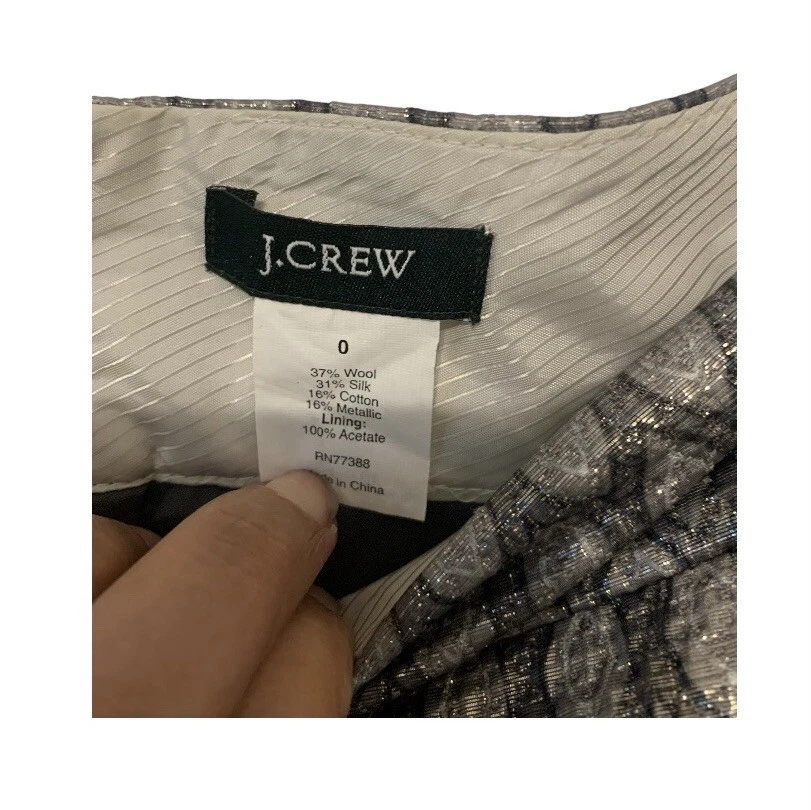 J.CREW
0
37% Wool
31% Silk
16% Cotton
16% Metallic
Lining:
100% Acetate
RN77388
in China